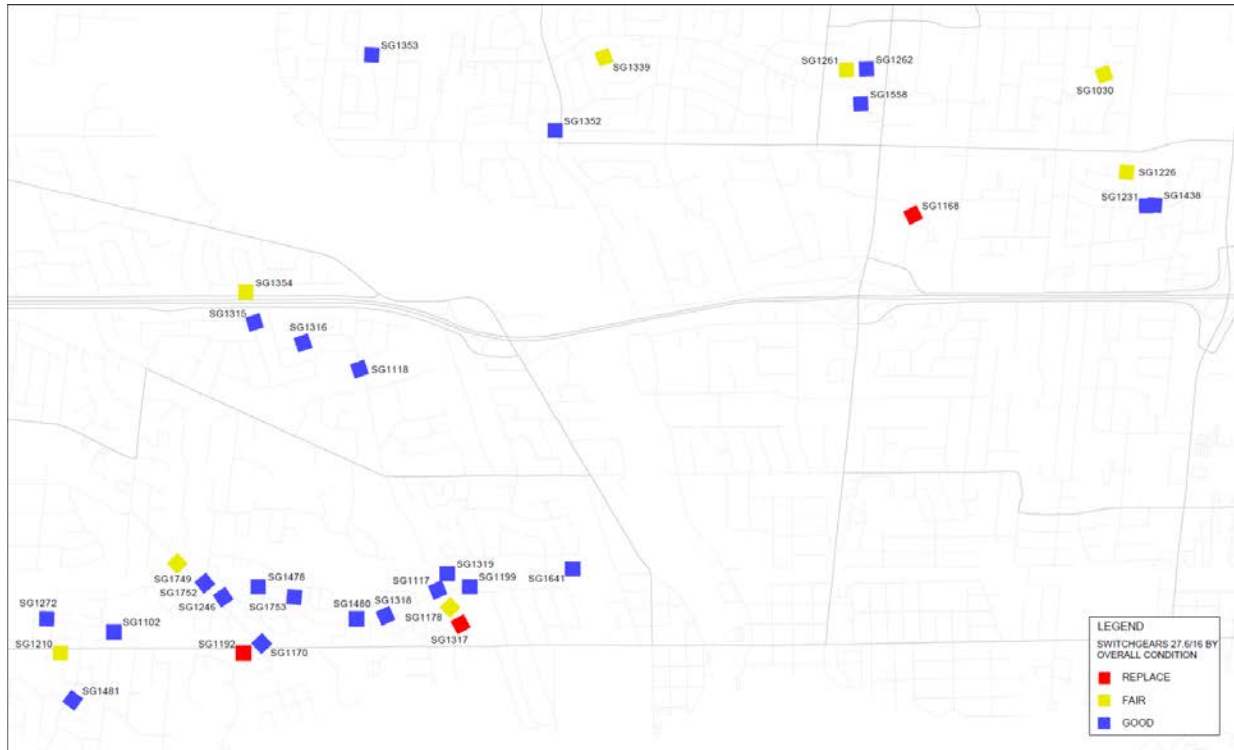 SG1353
SG1339
SG1261
SG1262
SG1030
SG1558
SG1352
SG1226
SG1231
SG1438
SG1168
SG1354
SG1315
SG1316
SG1118
SG1319
SG1749
SG1478
SG1117
SG1199
SG1641
SG1752
SG1246
SG1753
SG1480
SG1318
SG1178
SG1272
SG1102
SG1317
SG1210
SG1192
SG1170
SG1481
LEGEND
SWITCHGEARS 27.6/16 BY
OVERALL CONDITION
REPLACE
FAIR
GOOD